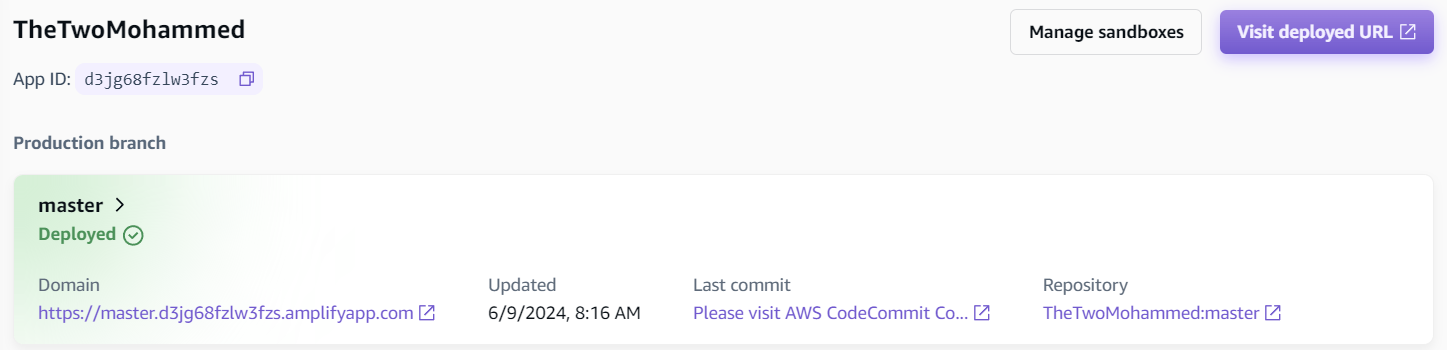 TheTwoMohammed
Manage sandboxes
Visit deployed URL
App ID: d3jg68fzlw3fzs
Production branch
master
Deployed
Domain
Updated
Last commit
Repository
https://master.d3jg68fzlw3fzs.amplifyapp.com
6/9/2024, 8:16 AM
Please visit AWS CodeCommit Co...
TheTwoMohammed:master